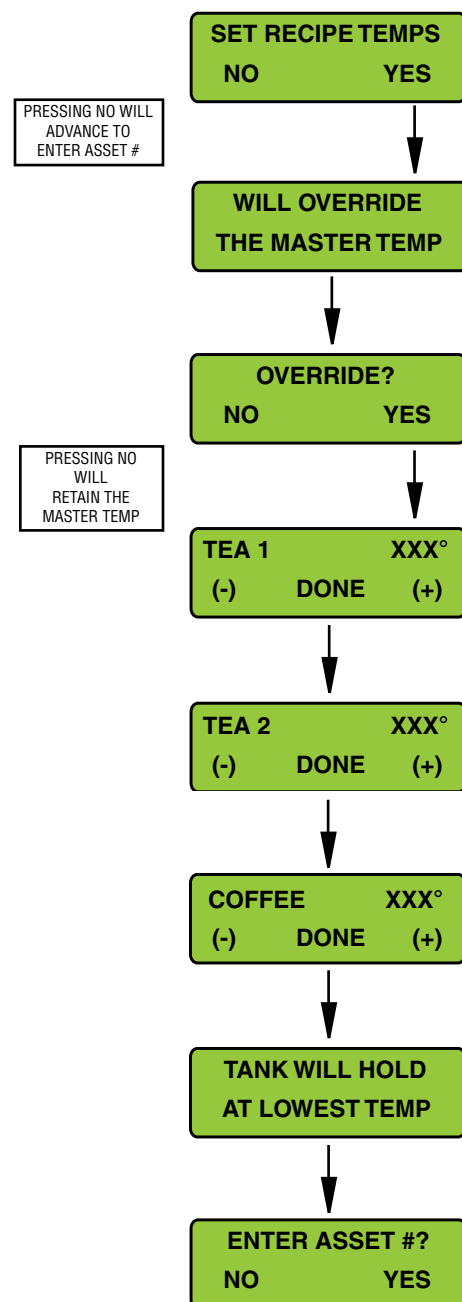 SET RECIPE TEMPS
NO YES
PRESSING NO WILL
ADVANCE TO
ENTER ASSET #
WILL OVERRIDE
THE MASTER TEMP
OVERRIDE?
NO YES
PRESSING NO
WILL
RETAIN THE
MASTER TEMP
TEA 1 XXX°
(-) DONE (+)
TEA 2 XXX°
(-) DONE (+)
COFFEE XXX°
(-) DONE (+)
TANK WILL HOLD
AT LOWEST TEMP
ENTER ASSET #?
NO YES